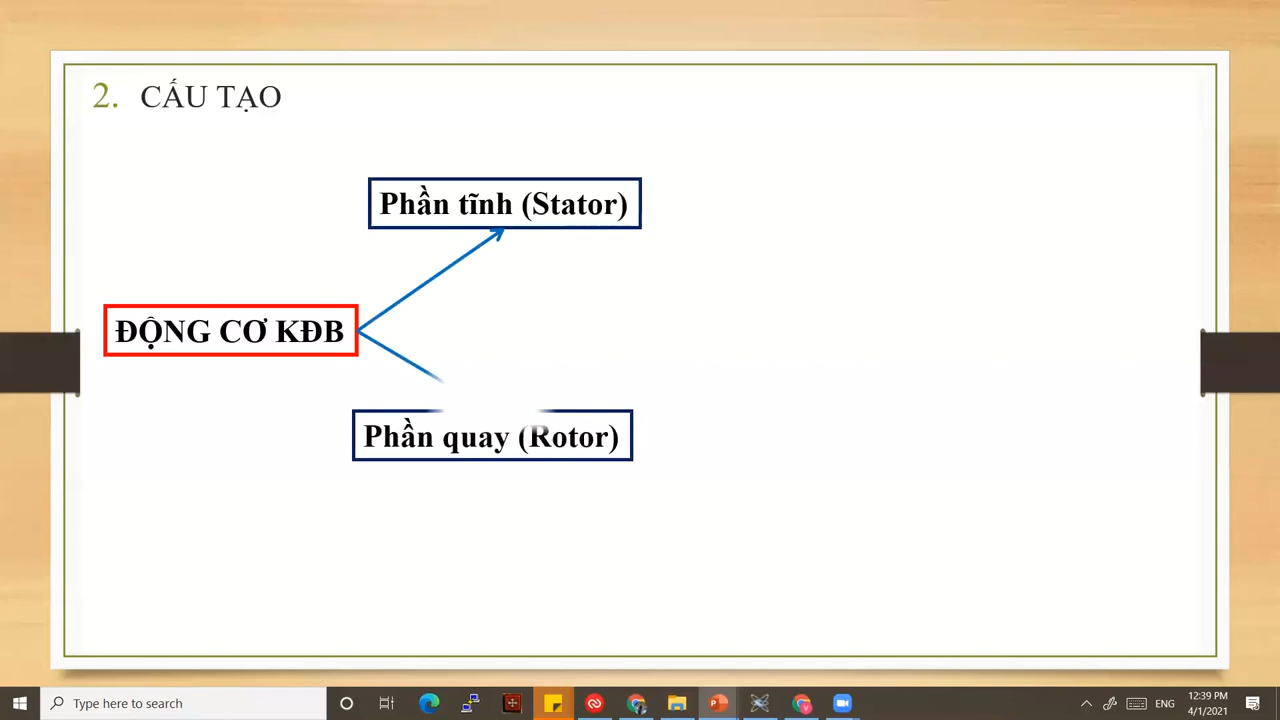 2. CẤU TẠO
Phần tĩnh (Stator)
ĐỘNG CƠ KĐB
Phần quay (Rotor)
Type here to search
ENG
12:39 PM
4/1/2021